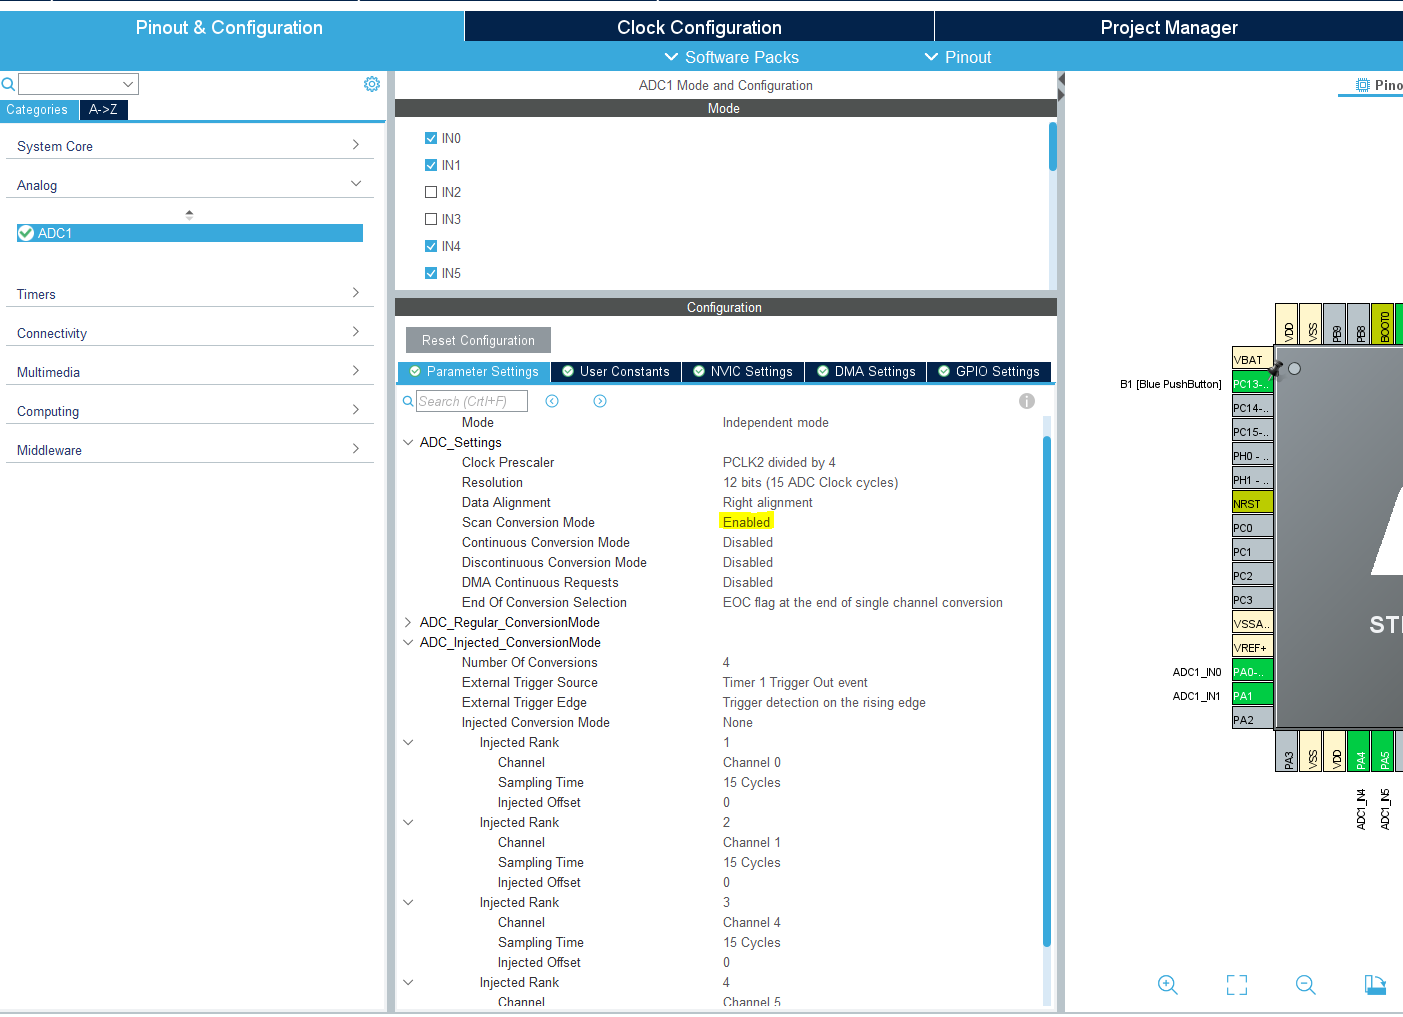 Pinout & Configuration
Clock Configuration
Project Manager
Software Packs
Pinout
Categories
A->Z
System Core
Analog
ADC1
Timers
Connectivity
Multimedia
Computing
Middleware
ADC1 Mode and Configuration
Mode
IN0
IN1
IN2
IN3
IN4
IN5
Configuration
Reset Configuration
Parameter Settings
User Constants
NVIC Settings
DMA Settings
GPIO Settings
Search (Crtl+F)
Mode Independent mode
ADC_Settings
Clock Prescaler PCLK2 divided by 4
Resolution 12 bits (15 ADC Clock cycles)
Data Alignment Right alignment
Scan Conversion Mode Enabled
Continuous Conversion Mode Disabled
Discontinuous Conversion Mode Disabled
DMA Continuous Requests Disabled
End Of Conversion Selection EOC flag at the end of single channel conversion
ADC_Regular_ConversionMode
ADC_Injected_ConversionMode
Number Of Conversions 4
External Trigger Source Timer 1 Trigger Out event
External Trigger Edge Trigger detection on the rising edge
Injected Conversion Mode None
Injected Rank 1
Channel Channel 0
Sampling Time 15 Cycles
Injected Offset 0
Injected Rank 2
Channel Channel 1
Sampling Time 15 Cycles
Injected Offset 0
Injected Rank 3
Channel Channel 4
Sampling Time 15 Cycles
Injected Offset 0
Injected Rank 4
Channel Channel 5
Pino
VDD
VSS
PB9
PB8
BOOT0
VBAT
B1 [Blue PushButton] PC13-..
PC14-..
PC15-..
PH0 - ..
PH1 - ..
NRST
PC0
PC1
PC2
PC3
VSSA..
VREF+
ADC1_IN0 PA0-..
ADC1_IN1 PA1
PA2
ST
PA3
VSS
VDD
PA4
PA5
ADC1_IN4
ADC1_IN5